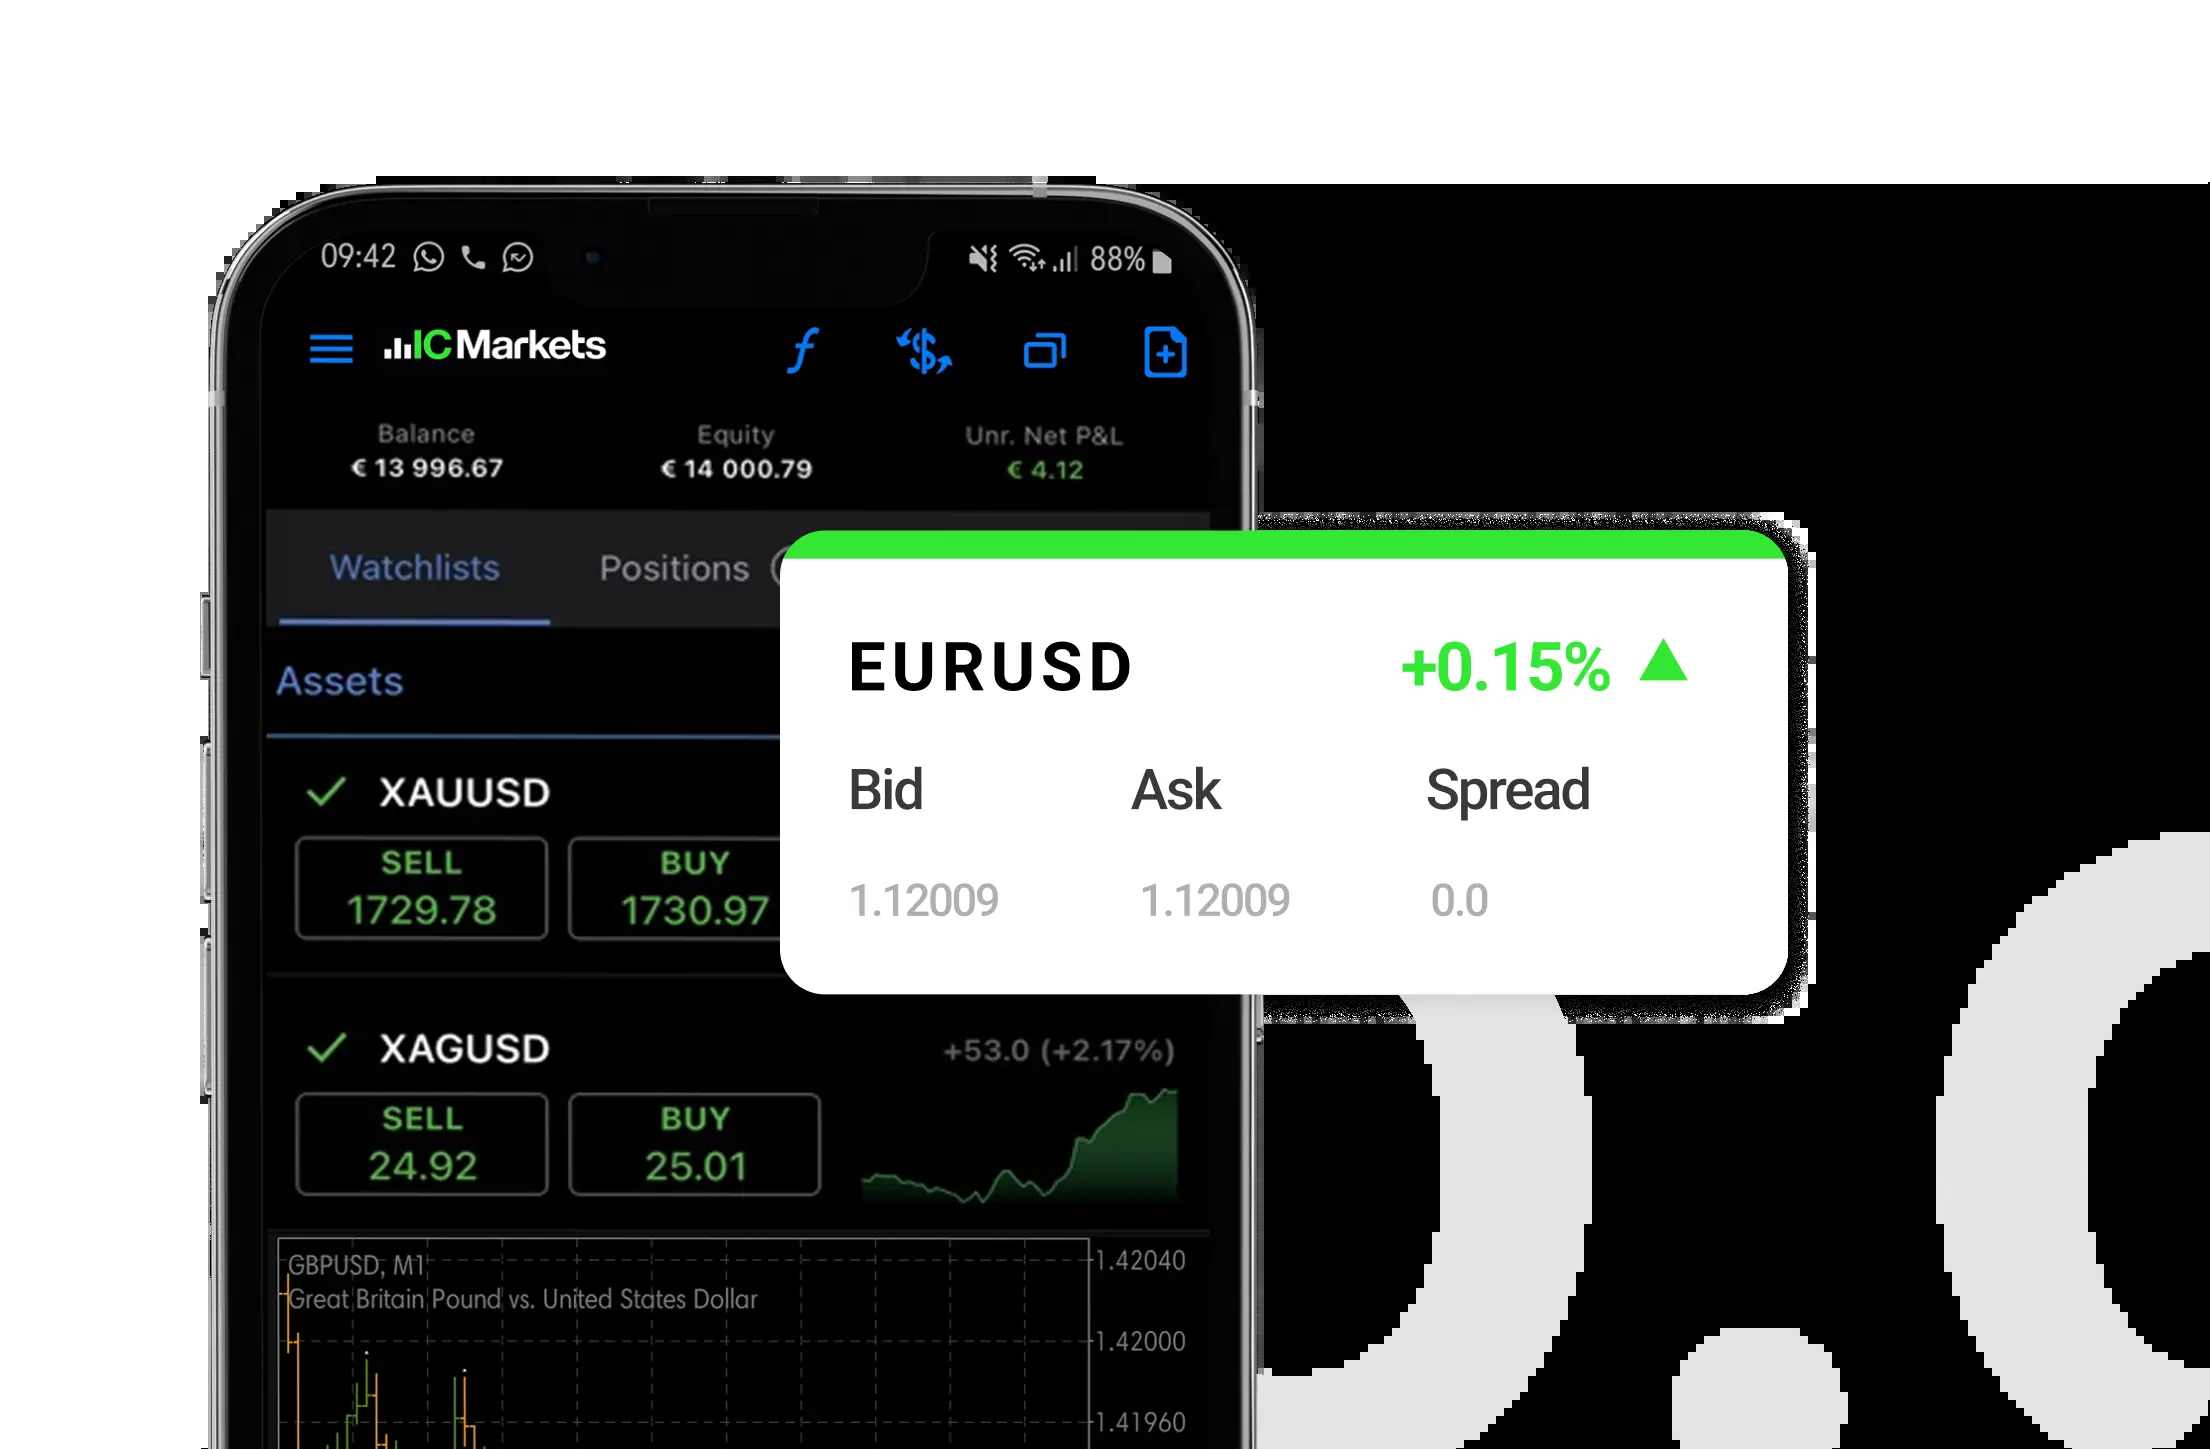 09:42 88%
IC Markets
Balance Equity Unr. Net P&L
€ 13 996.67 € 14 000.79 € 4.12
Watchlists Positions
Assets
XAUUSD
SELL BUY
1729.78 1730.97
EURUSD +0.15%
Bid Ask Spread
1.12009 1.12009 0.0
XAGUSD +53.0 (+2.17%)
SELL BUY
24.92 25.01
GBPUSD, M1
Great Britain Pound vs. United States Dollar
1.42040
1.42000
1.41960